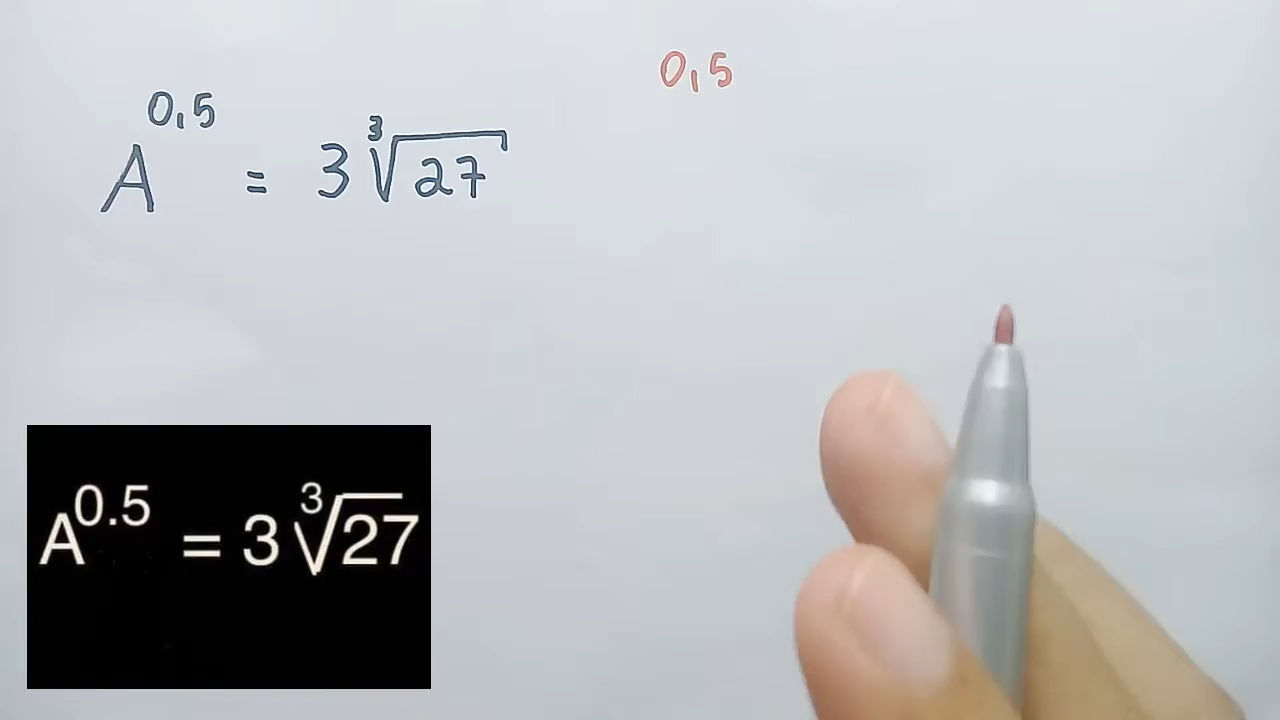 0,5
A^0,5 = 3 ∛27
A^0.5 = 3 ∛27